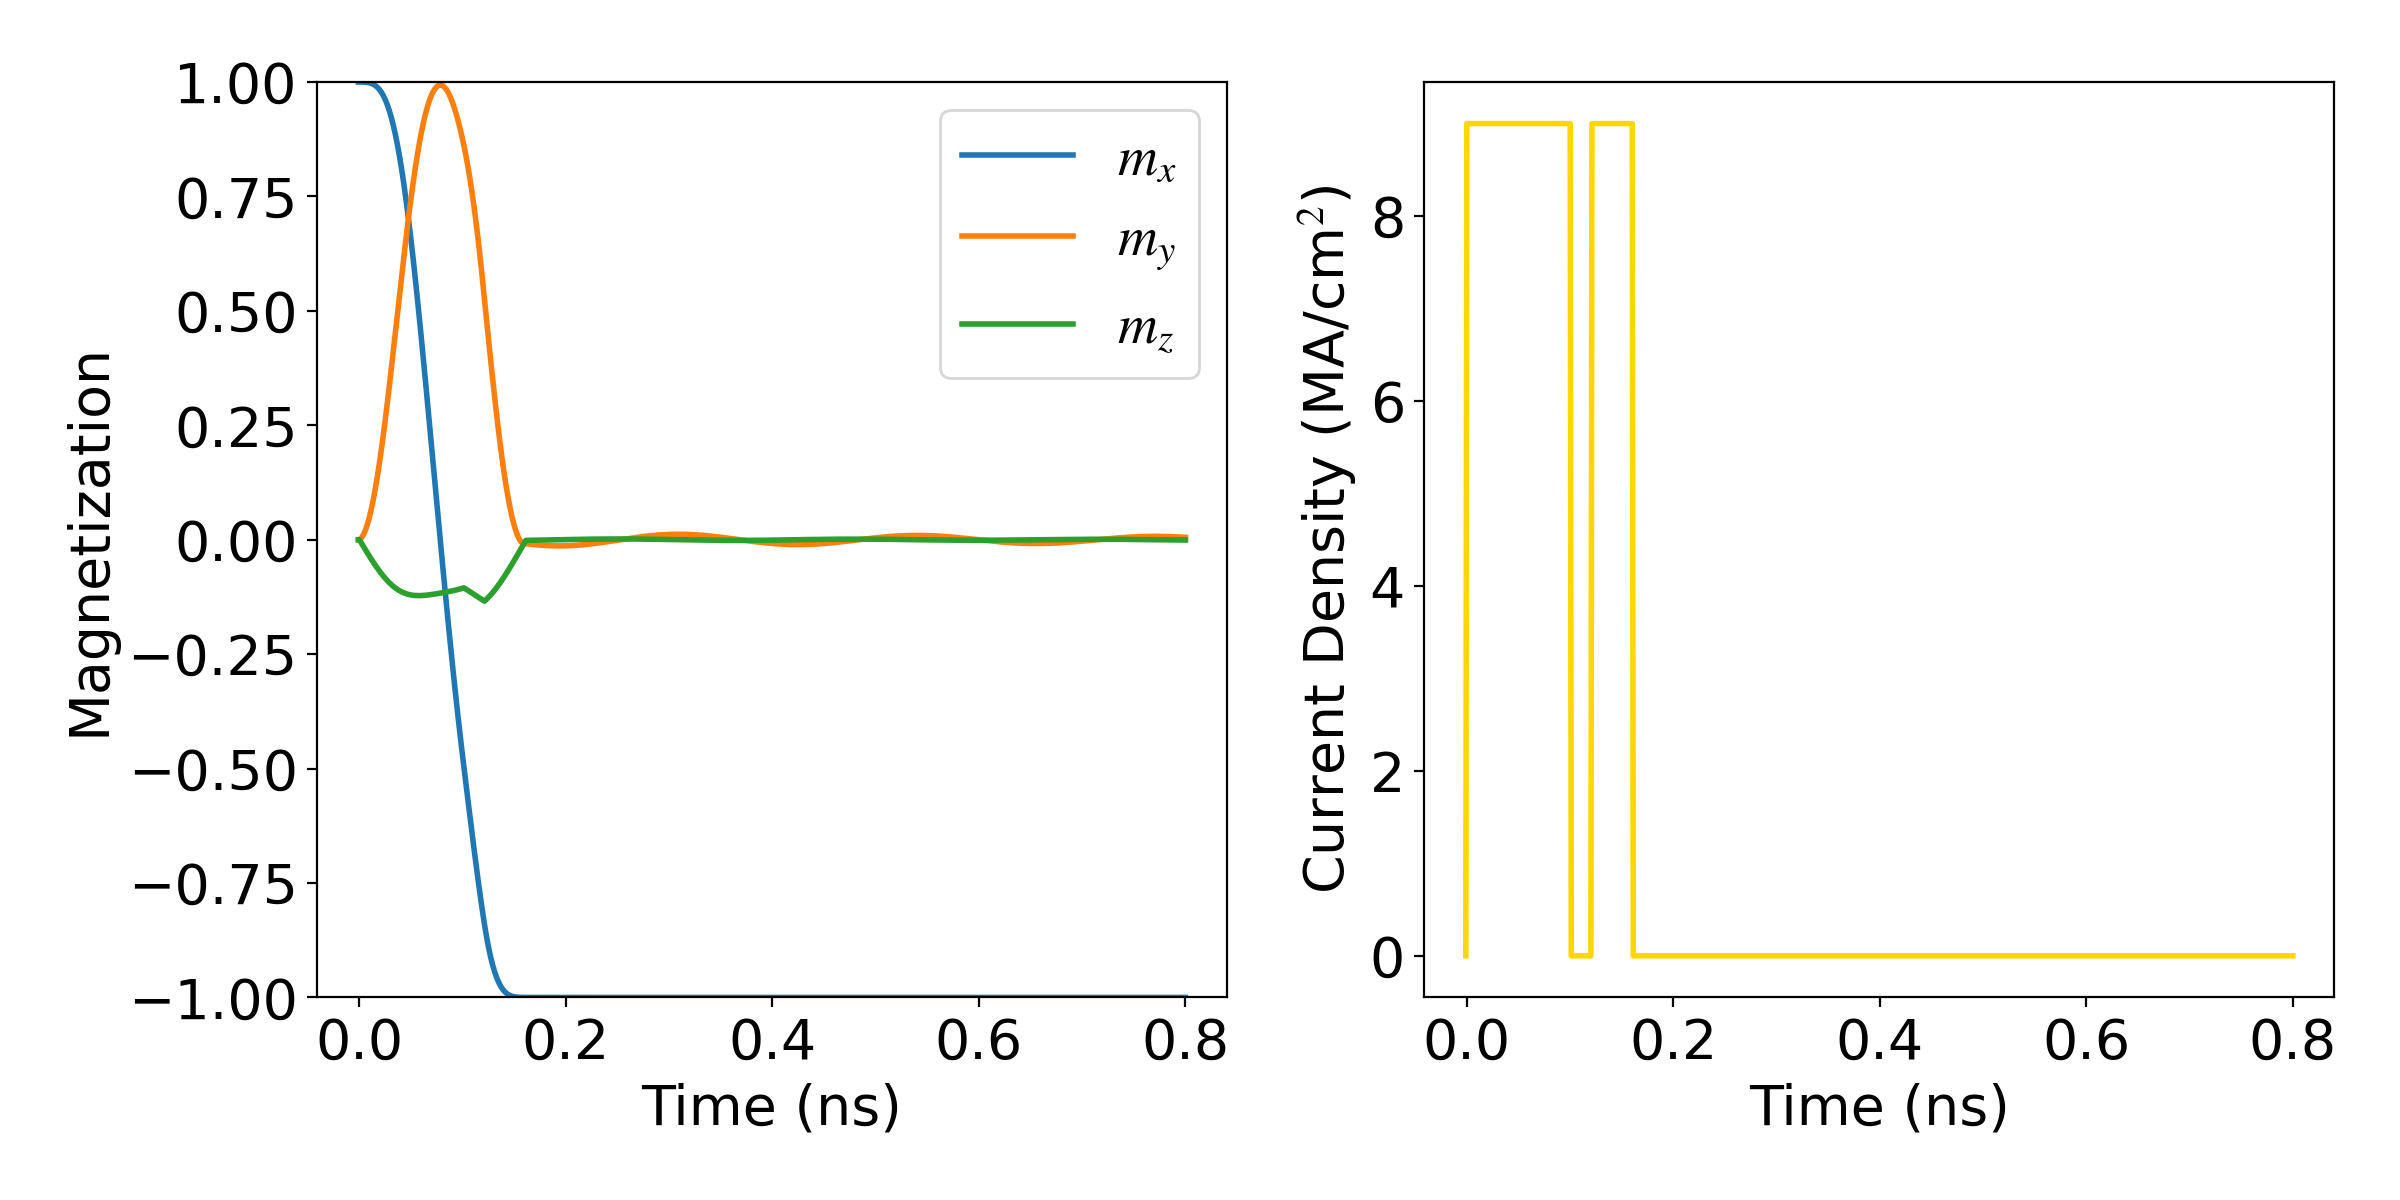 Magnetization
1.00
0.75
0.50
0.25
0.00
−0.25
−0.50
−0.75
−1.00
0.0 0.2 0.4 0.6 0.8
Time (ns)
m_x
m_y
m_z
Current Density (MA/cm²)
8
6
4
2
0
0.0 0.2 0.4 0.6 0.8
Time (ns)